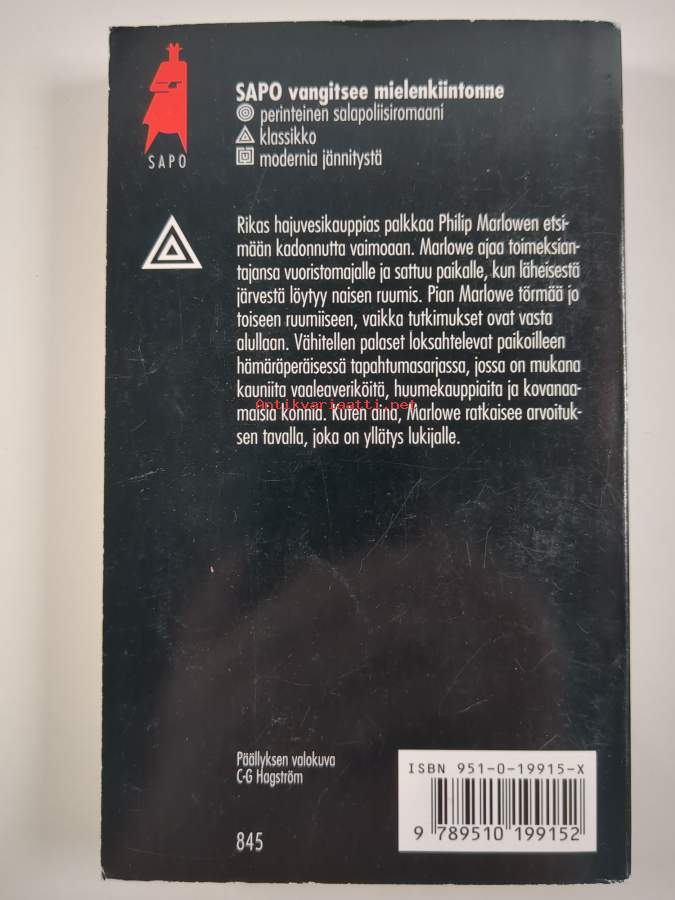 SAPO
SAPO vangitsee mielenkiintonne
perinteinen salapoliisiromaani
klassikko
modernia jännitystä
Rikas hajuvesikauppias palkkaa Philip Marlowen etsi-
mään kadonnutta vaimoaan. Marlowe ajaa toimeksian-
tajansa vuoristomajalle ja sattuu paikalle, kun läheisestä
järvestä löytyy naisen ruumis. Pian Marlowe törmää jo
toiseen ruumiiseen, vaikka tutkimukset ovat vasta
alullaan. Vähitellen palaset loksahtelevat paikoilleen
hämäräperäisessä tapahtumasarjassa, jossa on mukana
kauniita vaaleaveriköitä, huumekauppiaita ja kovanaa-
Antikvariaatti.net
maisia konnia. Kuten aina, Marlowe ratkaisee arvoituk-
sen tavalla, joka on yllätys lukijalle.
Päällyksen valokuva
C-G Hagström
845
ISBN 951-0-19915-X
9 789510 199152